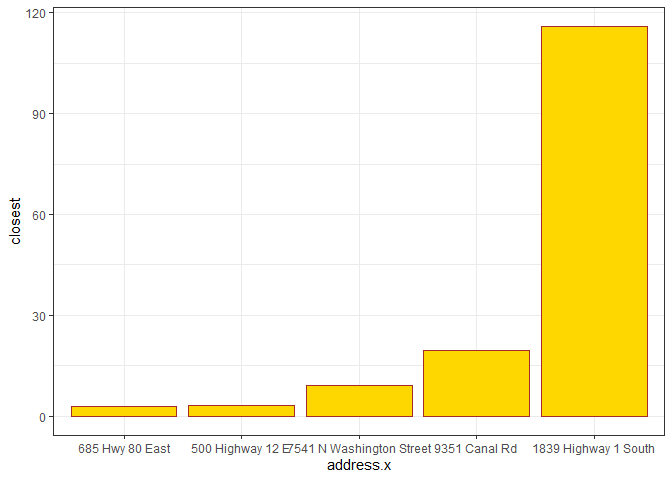 120
90
60
30
0
closest
685 Hwy 80 East
500 Highway 12 E
7541 N Washington Street
9351 Canal Rd
1839 Highway 1 South
address.x